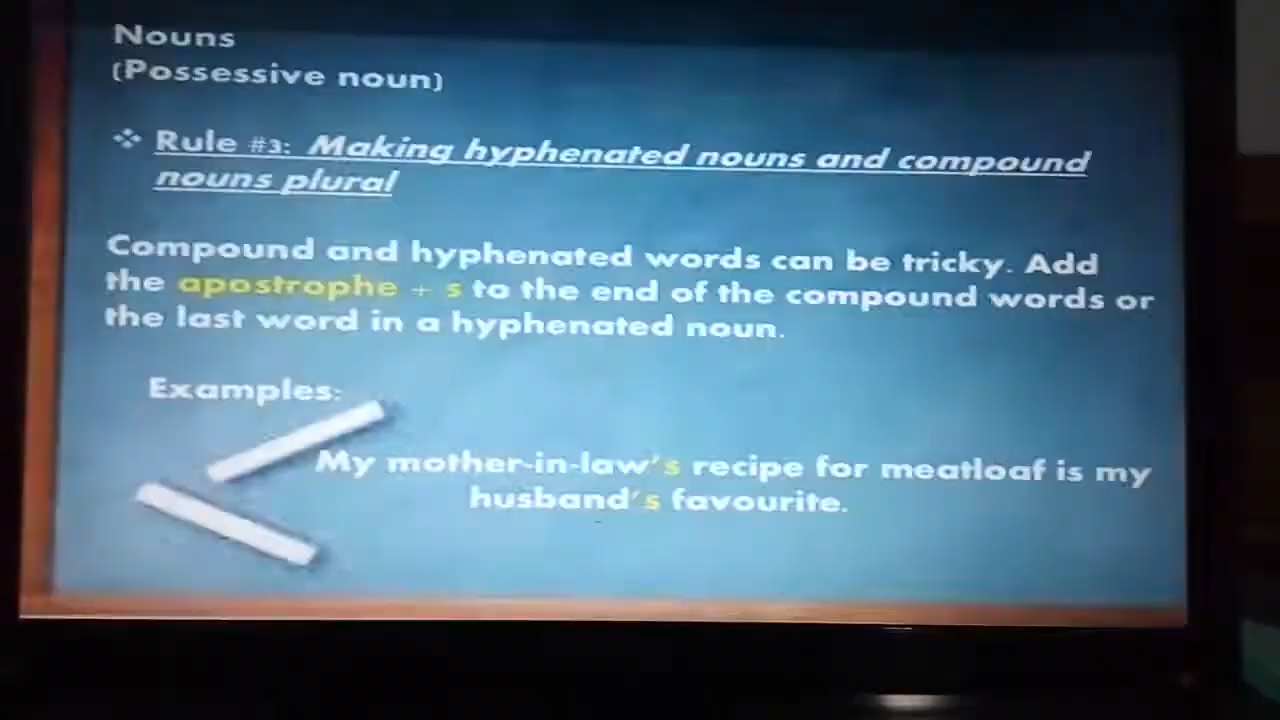 Nouns
(Possessive noun)
❖ Rule #3: Making hyphenated nouns and compound
nouns plural
Compound and hyphenated words can be tricky. Add
the apostrophe + s to the end of the compound words or
the last word in a hyphenated noun.
Examples:
My mother-in-law's recipe for meatloaf is my
husband's favourite.